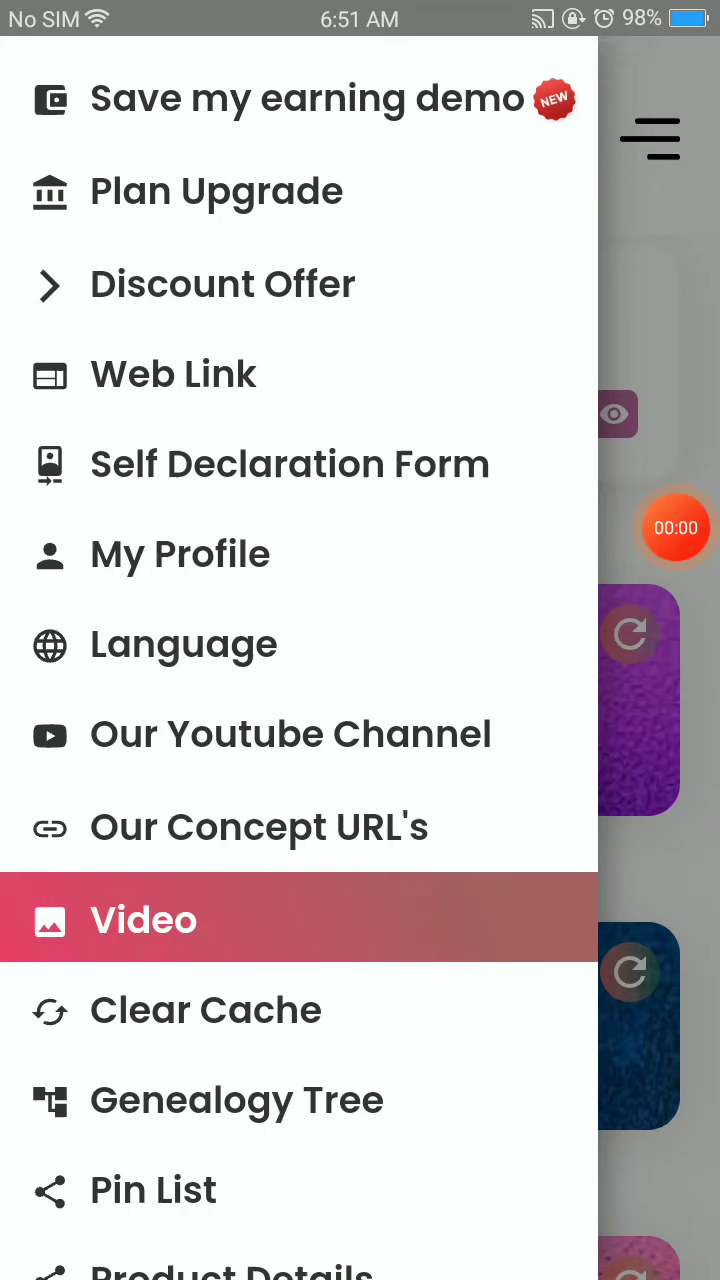 No SIM 6:51 AM 98%
Save my earning demo NEW
Plan Upgrade
Discount Offer
Web Link
Self Declaration Form
00:00
My Profile
Language
Our Youtube Channel
Our Concept URL's
Video
Clear Cache
Genealogy Tree
Pin List
Product Details